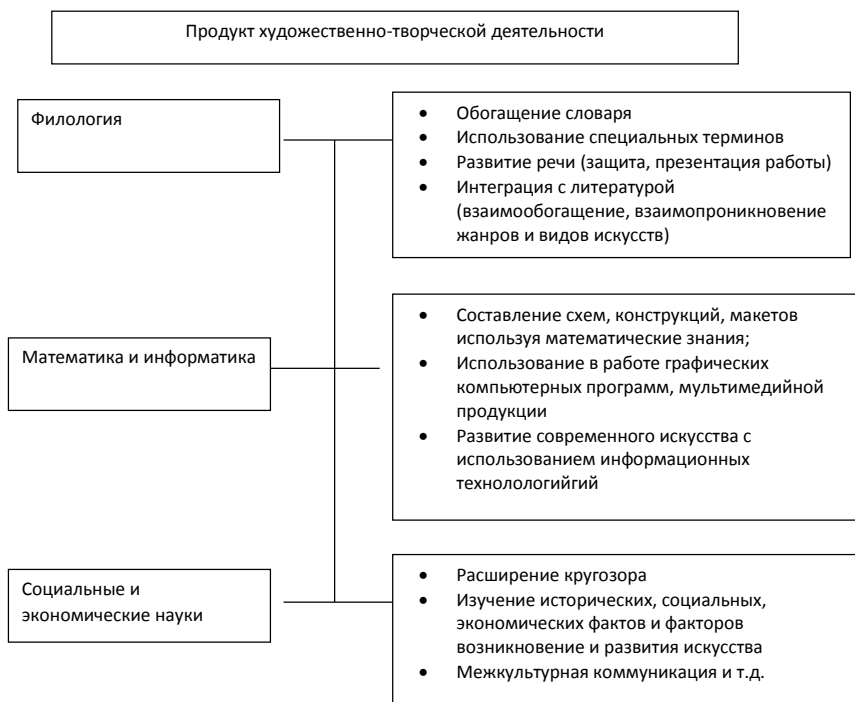 Продукт художественно-творческой деятельности
Филология
• Обогащение словаря
• Использование специальных терминов
• Развитие речи (защита, презентация работы)
• Интеграция с литературой
(взаимообогащение, взаимопроникновение
жанров и видов искусств)
Математика и информатика
• Составление схем, конструкций, макетов
используя математические знания;
• Использование в работе графических
компьютерных программ, мультимедийной
продукции
• Развитие современного искусства с
использованием информационных
технолологийгий
Социальные и
экономические науки
• Расширение кругозора
• Изучение исторических, социальных,
экономических фактов и факторов
возникновение и развития искусства
• Межкультурная коммуникация и т.д.